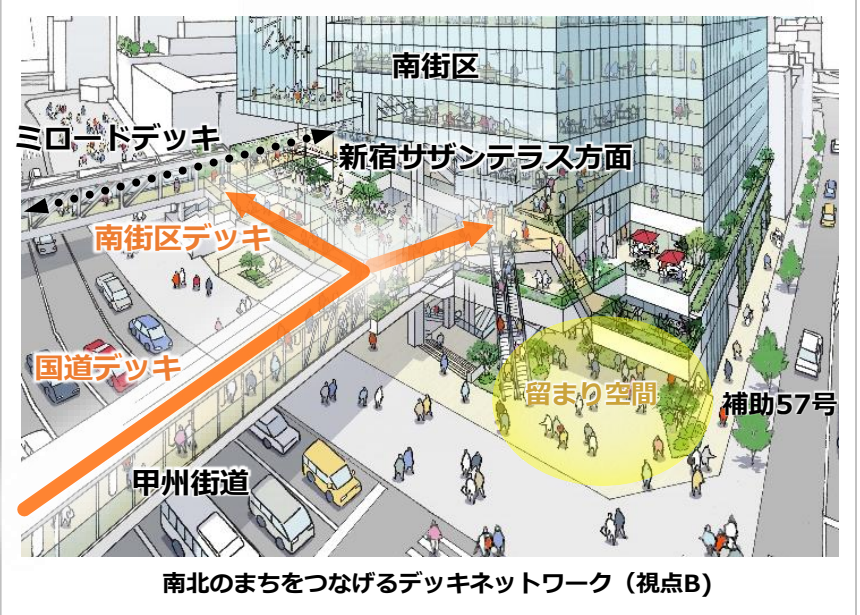 南街区
ミロードデッキ
新宿サザンテラス方面
南街区デッキ
国道デッキ
留まり空間
補助57号
甲州街道
南北のまちをつなげるデッキネットワーク（視点B)